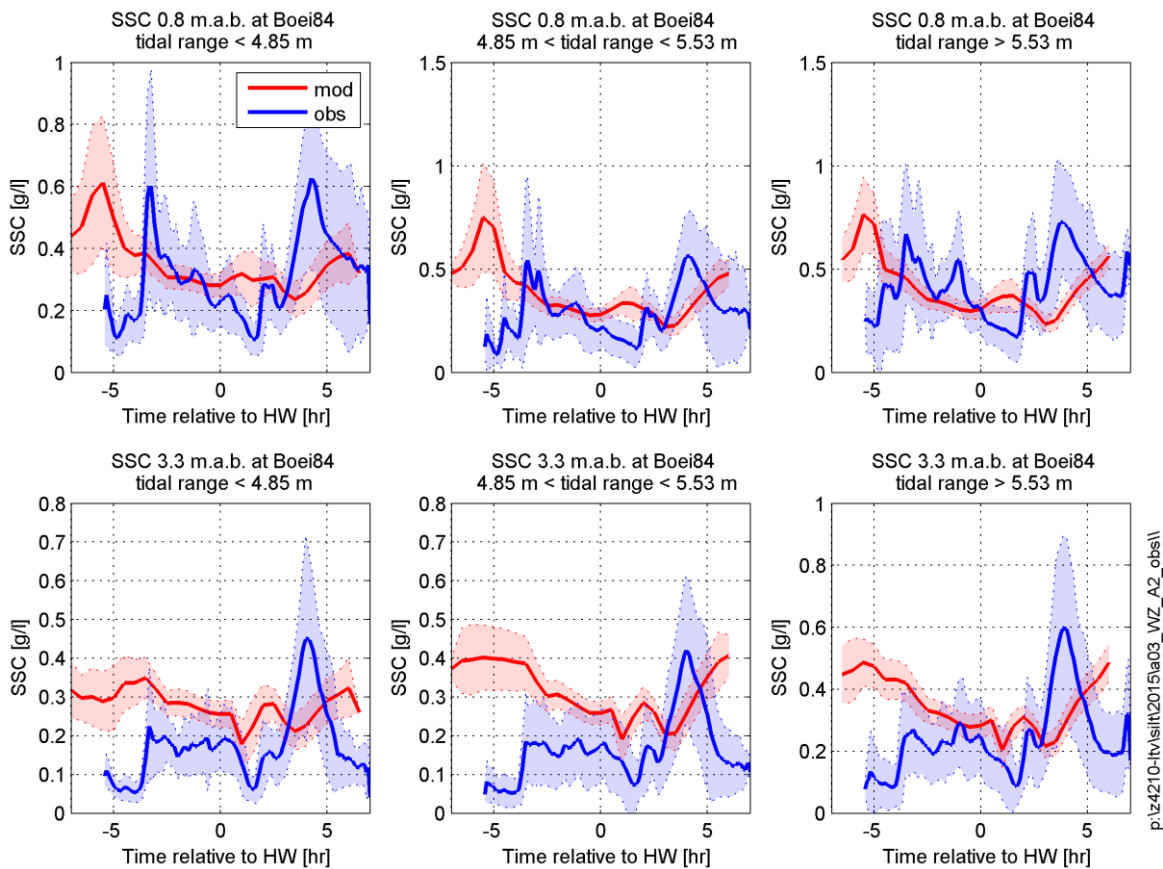 SSC 0.8 m.a.b. at Boei84
tidal range < 4.85 m
SSC [g/l]
1
0.8
0.6
0.4
0.2
0
mod
obs
-5
0
5
Time relative to HW [hr]
SSC 0.8 m.a.b. at Boei84
4.85 m < tidal range < 5.53 m
SSC [g/l]
1.5
1
0.5
0
-5
0
5
Time relative to HW [hr]
SSC 0.8 m.a.b. at Boei84
tidal range > 5.53 m
SSC [g/l]
1.5
1
0.5
0
-5
0
5
Time relative to HW [hr]
SSC 3.3 m.a.b. at Boei84
tidal range < 4.85 m
SSC [g/l]
0.8
0.7
0.6
0.5
0.4
0.3
0.2
0.1
0
-5
0
5
Time relative to HW [hr]
SSC 3.3 m.a.b. at Boei84
4.85 m < tidal range < 5.53 m
SSC [g/l]
0.8
0.7
0.6
0.5
0.4
0.3
0.2
0.1
0
-5
0
5
Time relative to HW [hr]
SSC 3.3 m.a.b. at Boei84
tidal range > 5.53 m
SSC [g/l]
1
0.8
0.6
0.4
0.2
0
-5
0
5
Time relative to HW [hr]
p:\z4210-ltv\silt\2015\a03_WZ_A2_obs\\